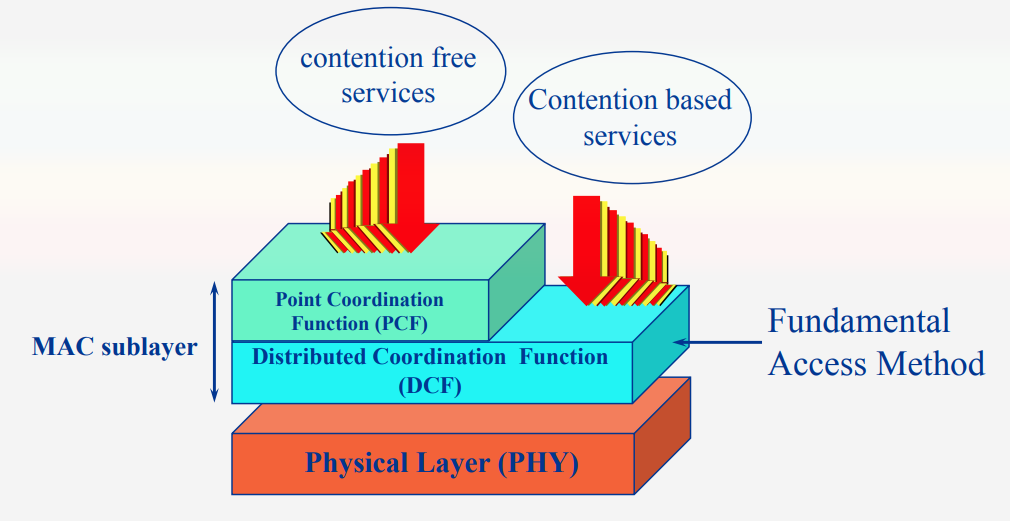 contention free
services
Contention based
services
Point Coordination
Function (PCF)
MAC sublayer
Distributed Coordination Function
(DCF)
Fundamental
Access Method
Physical Layer (PHY)